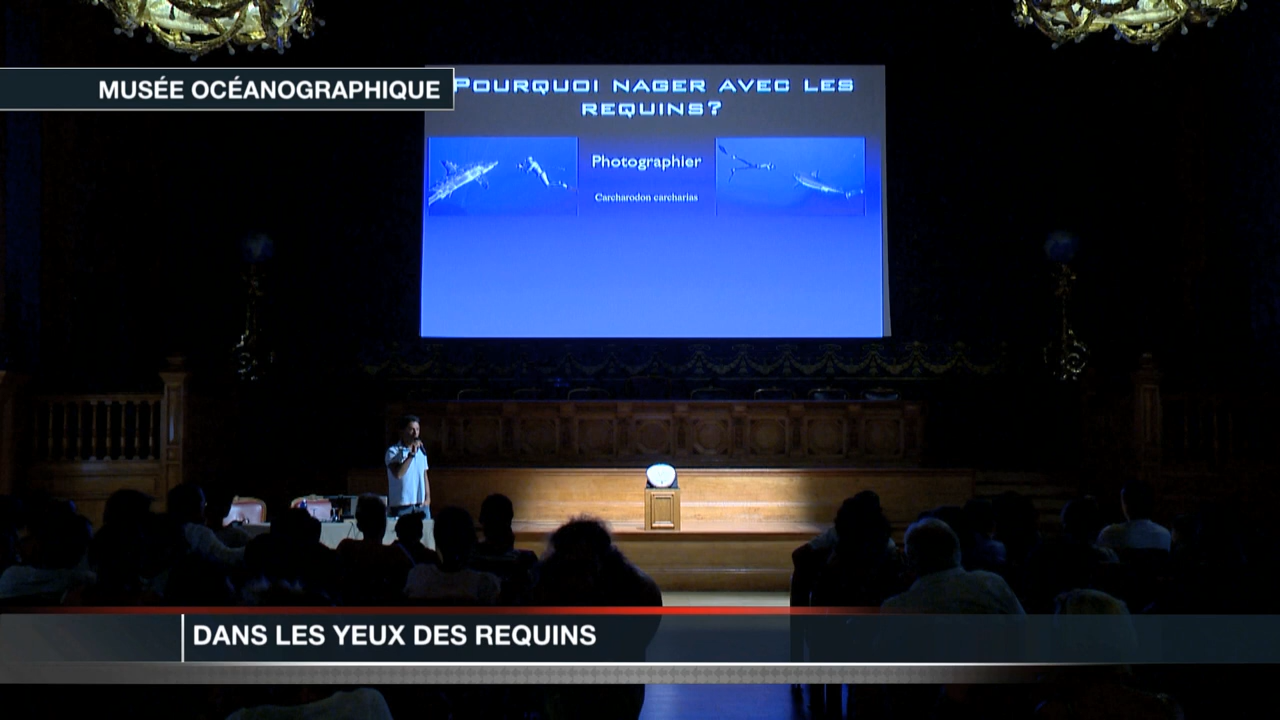 MUSÉE OCÉANOGRAPHIQUE
POURQUOI NAGER AVEC LES
REQUINS?
Photographier
Carcharodon carcharias
DANS LES YEUX DES REQUINS